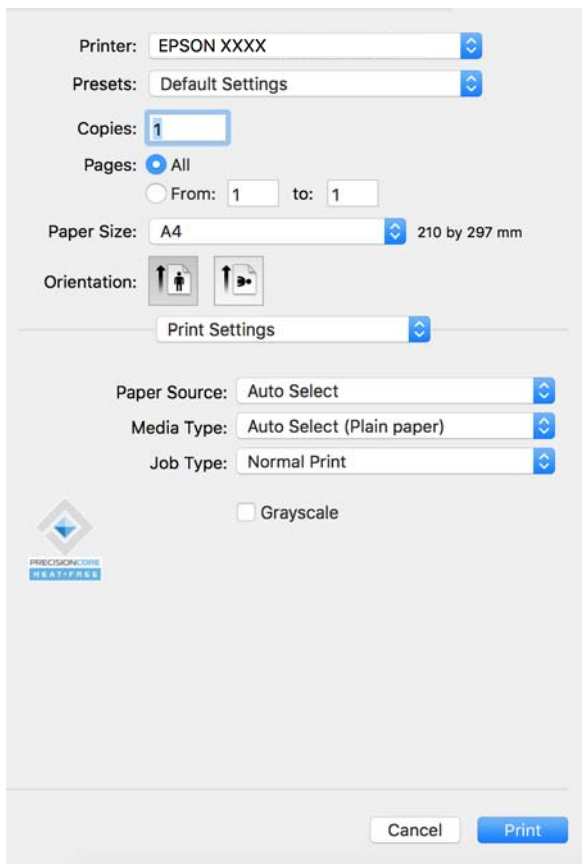 Printer: EPSON XXXX
Presets: Default Settings
Copies: 1
Pages: All
From: 1 to: 1
Paper Size: A4 210 by 297 mm
Orientation:
Print Settings
Paper Source: Auto Select
Media Type: Auto Select (Plain paper)
Job Type: Normal Print
Grayscale
PRECISIONCORE
HEAT-FREE
Cancel Print